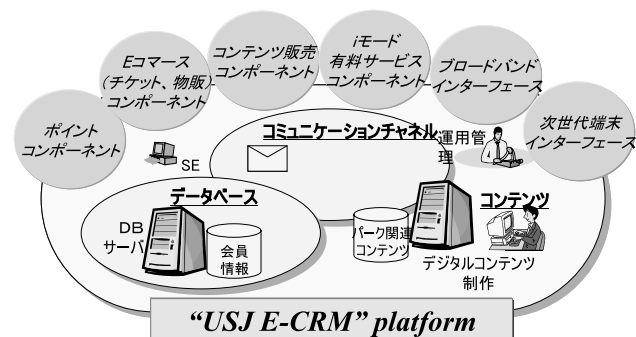 ポイント
コンポーネント
Eコマース
(チケット、物販)
コンポーネント
コンテンツ販売
コンポーネント
iモード
有料サービス
コンポーネント
ブロードバンド
インターフェース
次世代端末
インターフェース
SE
コミュニケーションチャネル
運用管
理
データベース
DB
サーバ
会員
情報
コンテンツ
パーク関連
コンテンツ
デジタルコンテンツ
制作
“USJ E-CRM” platform